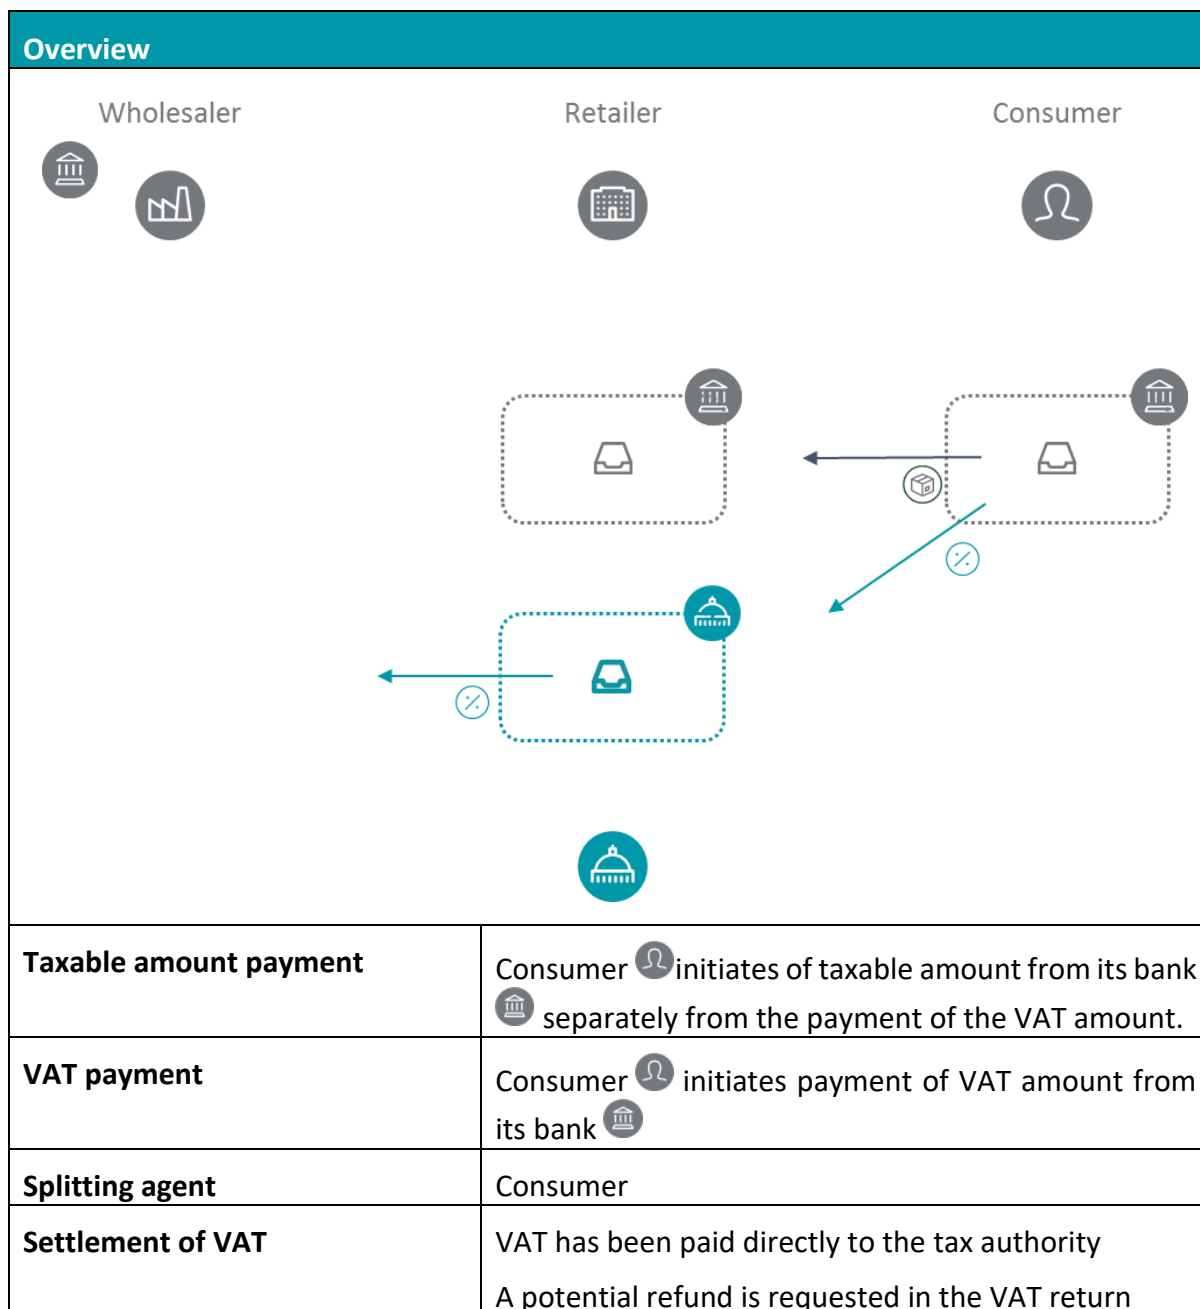 Overview
Wholesaler Retailer Consumer
Taxable amount payment
Consumer initiates of taxable amount from its bank
separately from the payment of the VAT amount.
VAT payment
Consumer initiates payment of VAT amount from
its bank
Splitting agent
Consumer
Settlement of VAT
VAT has been paid directly to the tax authority
A potential refund is requested in the VAT return